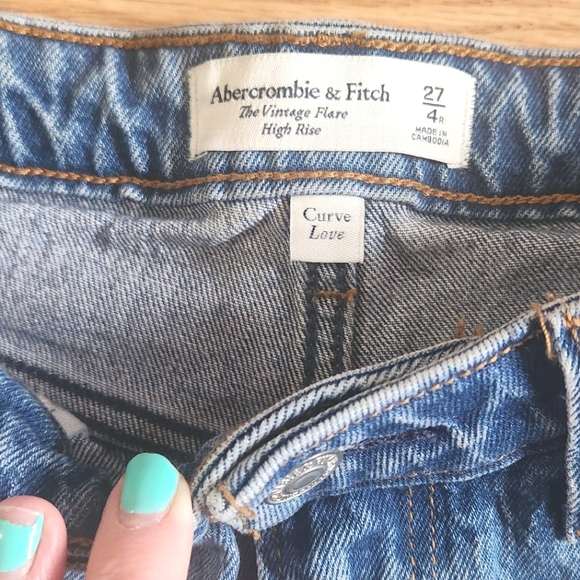 Abercrombie & Fitch
The Vintage Flare
High Rise
27
4R
MADE IN
CAMBODIA
Curve
Love